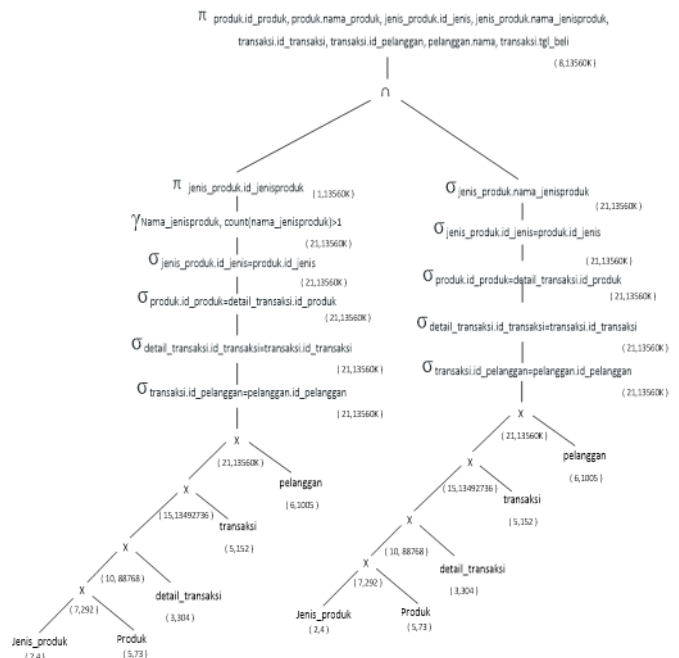 π produk.id_produk, produk.nama_produk, jenis_produk.id_jenis, jenis_produk.nama_jenisproduk,
transaksi.id_transaksi, transaksi.id_pelanggan, pelanggan.nama, transaksi.tgl_beli
(8,13560K)
∩
π jenis_produk.id_jenisproduk (1,13560K)
γ Nama_jenisproduk, count(nama_jenisproduk)>1
(21,13560K)
σ jenis_produk.id_jenis=produk.id_jenis
(21,13560K)
σ produk.id_produk=detail_transaksi.id_produk
(21,13560K)
σ detail_transaksi.id_transaksi=transaksi.id_transaksi
(21,13560K)
σ transaksi.id_pelanggan=pelanggan.id_pelanggan
(21,13560K)
X
(21,13560K)
pelanggan
(6,1005)
X
(15,13492736)
transaksi
(5,152)
X
(10, 88768)
detail_transaksi
(3,304)
X
(7,292)
Jenis_produk
(2,4)
Produk
(5,73)
σ jenis_produk.nama_jenisproduk
(21,13560K)
σ jenis_produk.id_jenis=produk.id_jenis
(21,13560K)
σ produk.id_produk=detail_transaksi.id_produk
(21,13560K)
σ detail_transaksi.id_transaksi=transaksi.id_transaksi
(21,13560K)
σ transaksi.id_pelanggan=pelanggan.id_pelanggan
(21,13560K)
X
(21,13560K)
pelanggan
(6,1005)
X
(15,13492736)
transaksi
(5,152)
X
(10, 88768)
detail_transaksi
(3,304)
X
(7,292)
Jenis_produk
(2,4)
Produk
(5,73)